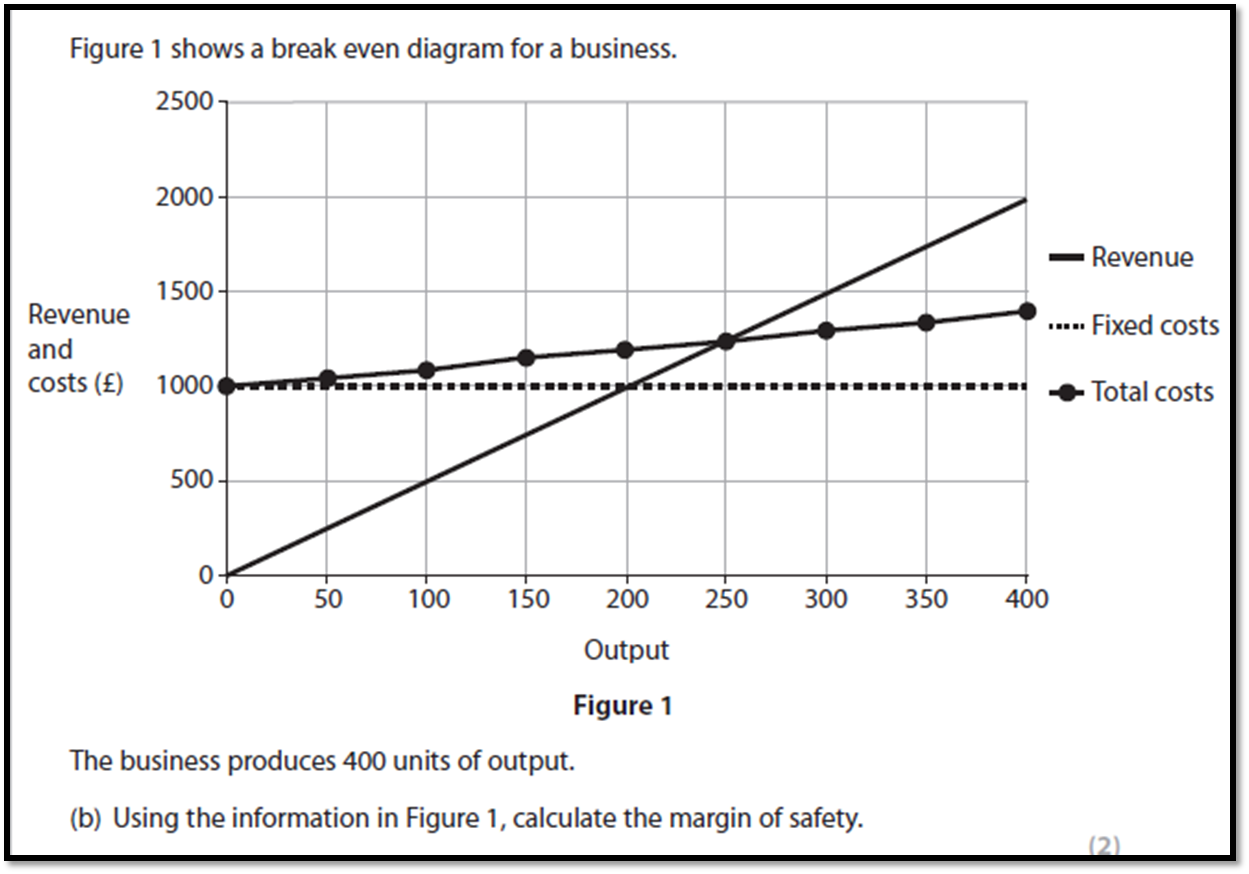 Figure 1 shows a break even diagram for a business.
2500
2000
1500
1000
500
0
Revenue
and
costs (£)
0 50 100 150 200 250 300 350 400
Output
Revenue
Fixed costs
Total costs
Figure 1
The business produces 400 units of output.
(b) Using the information in Figure 1, calculate the margin of safety.
(2)